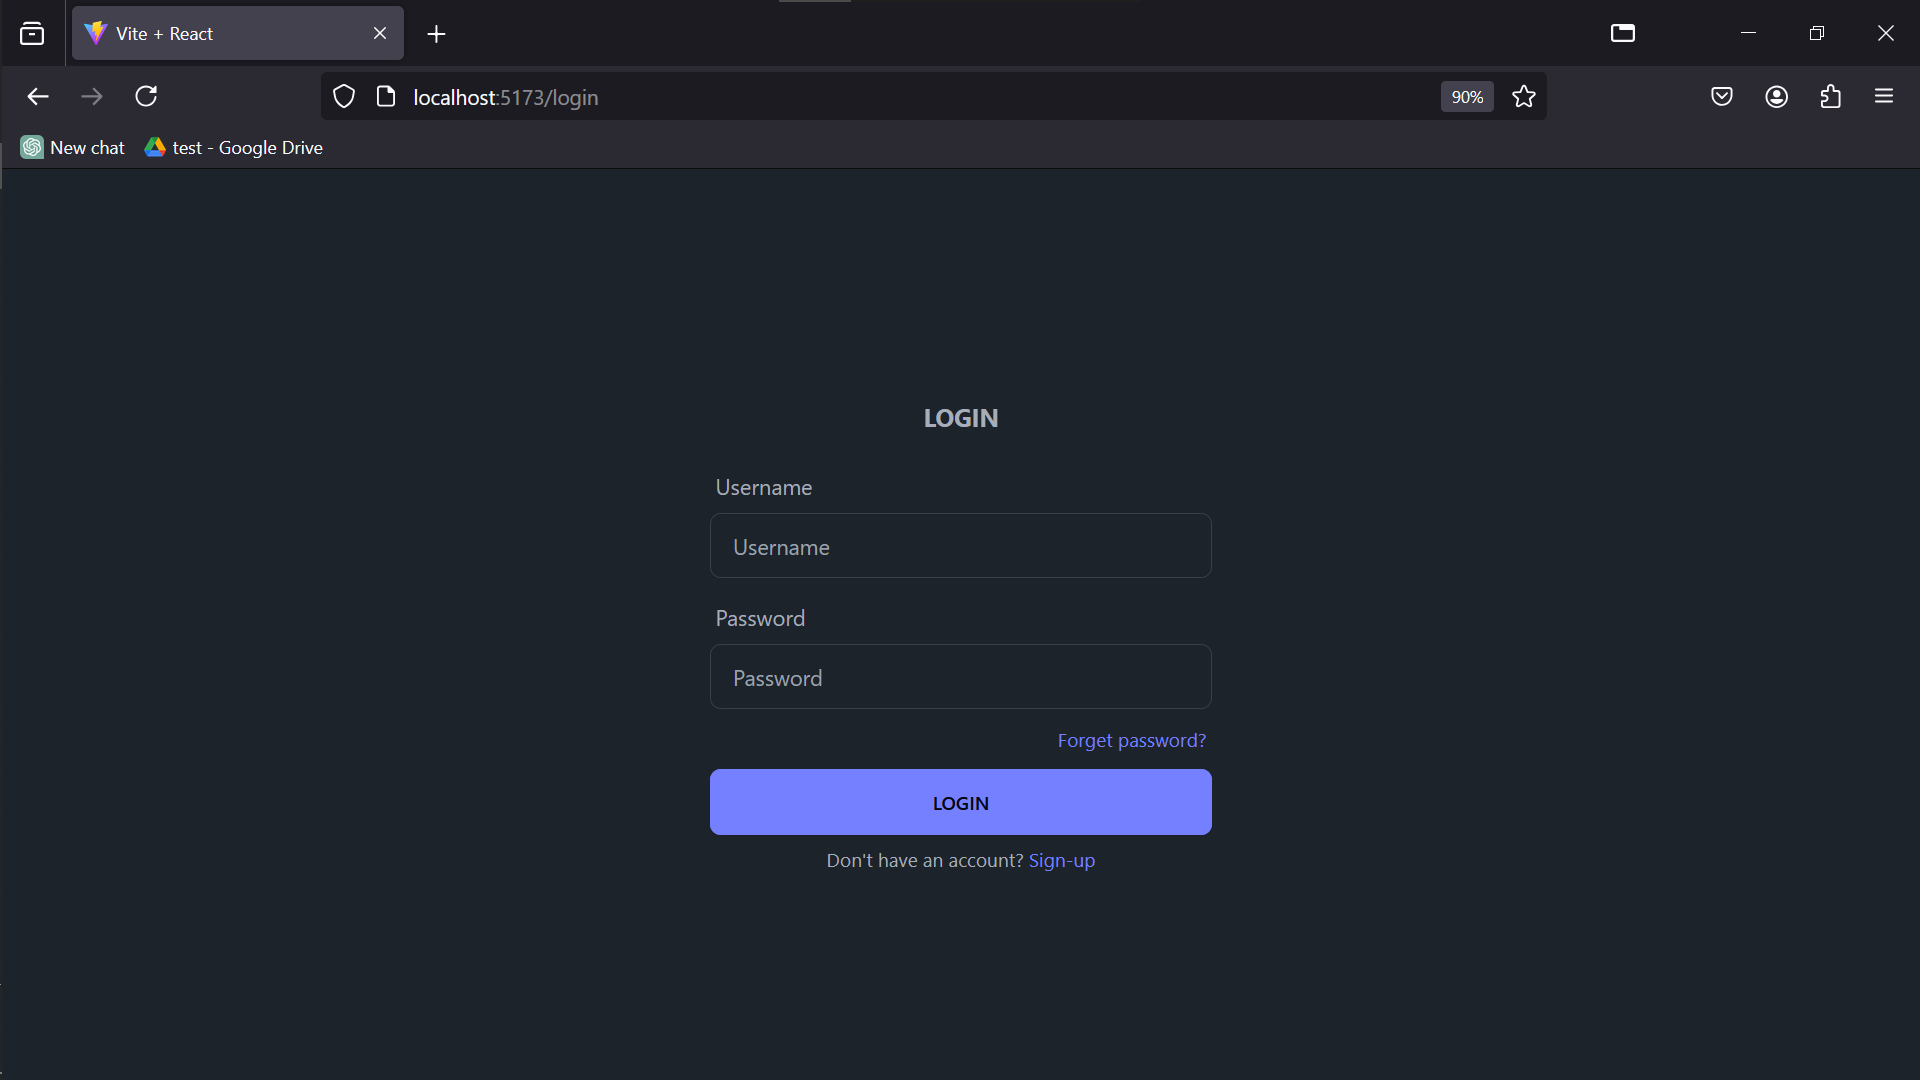 Vite + React
localhost:5173/login
90%
New chat
test - Google Drive
LOGIN
Username
Username
Password
Password
Forget password?
LOGIN
Don't have an account? Sign-up